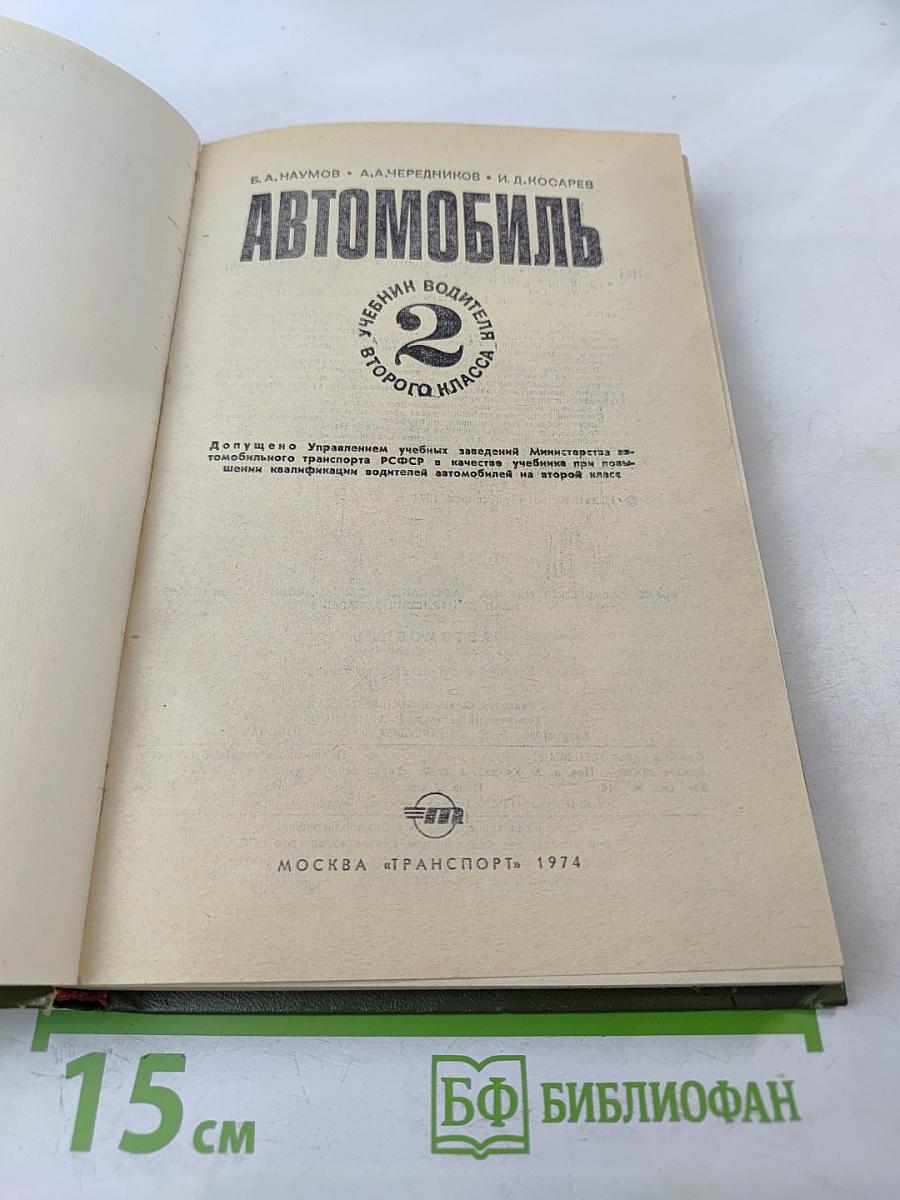 Б. А. НАУМОВ • А. А. ЧЕРЕДНИКОВ • И. Д. КОСАРЕВ
АВТОМОБИЛЬ
УЧЕБНИК ВОДИТЕЛЯ
2
ВТОРОГО КЛАССА
Допущено Управлением учебных заведений Министерства ав-
томобильного транспорта РСФСР в качестве учебника при повы-
шении квалификации водителей автомобилей на второй класс
МОСКВА «ТРАНСПОРТ» 1974
15 см
БФ БИБЛИОФАН